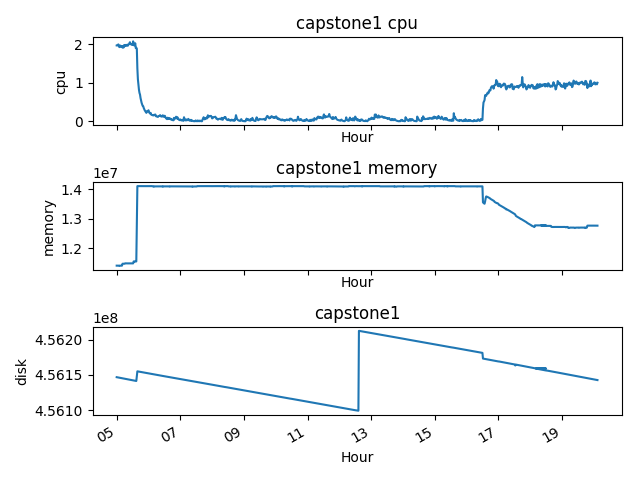 capstone1 cpu
2
1
0
cpu
Hour
capstone1 memory
1e7
1.4
1.3
1.2
memory
Hour
capstone1
1e8
4.5620
4.5615
4.5610
disk
05 07 09 11 13 15 17 19
Hour